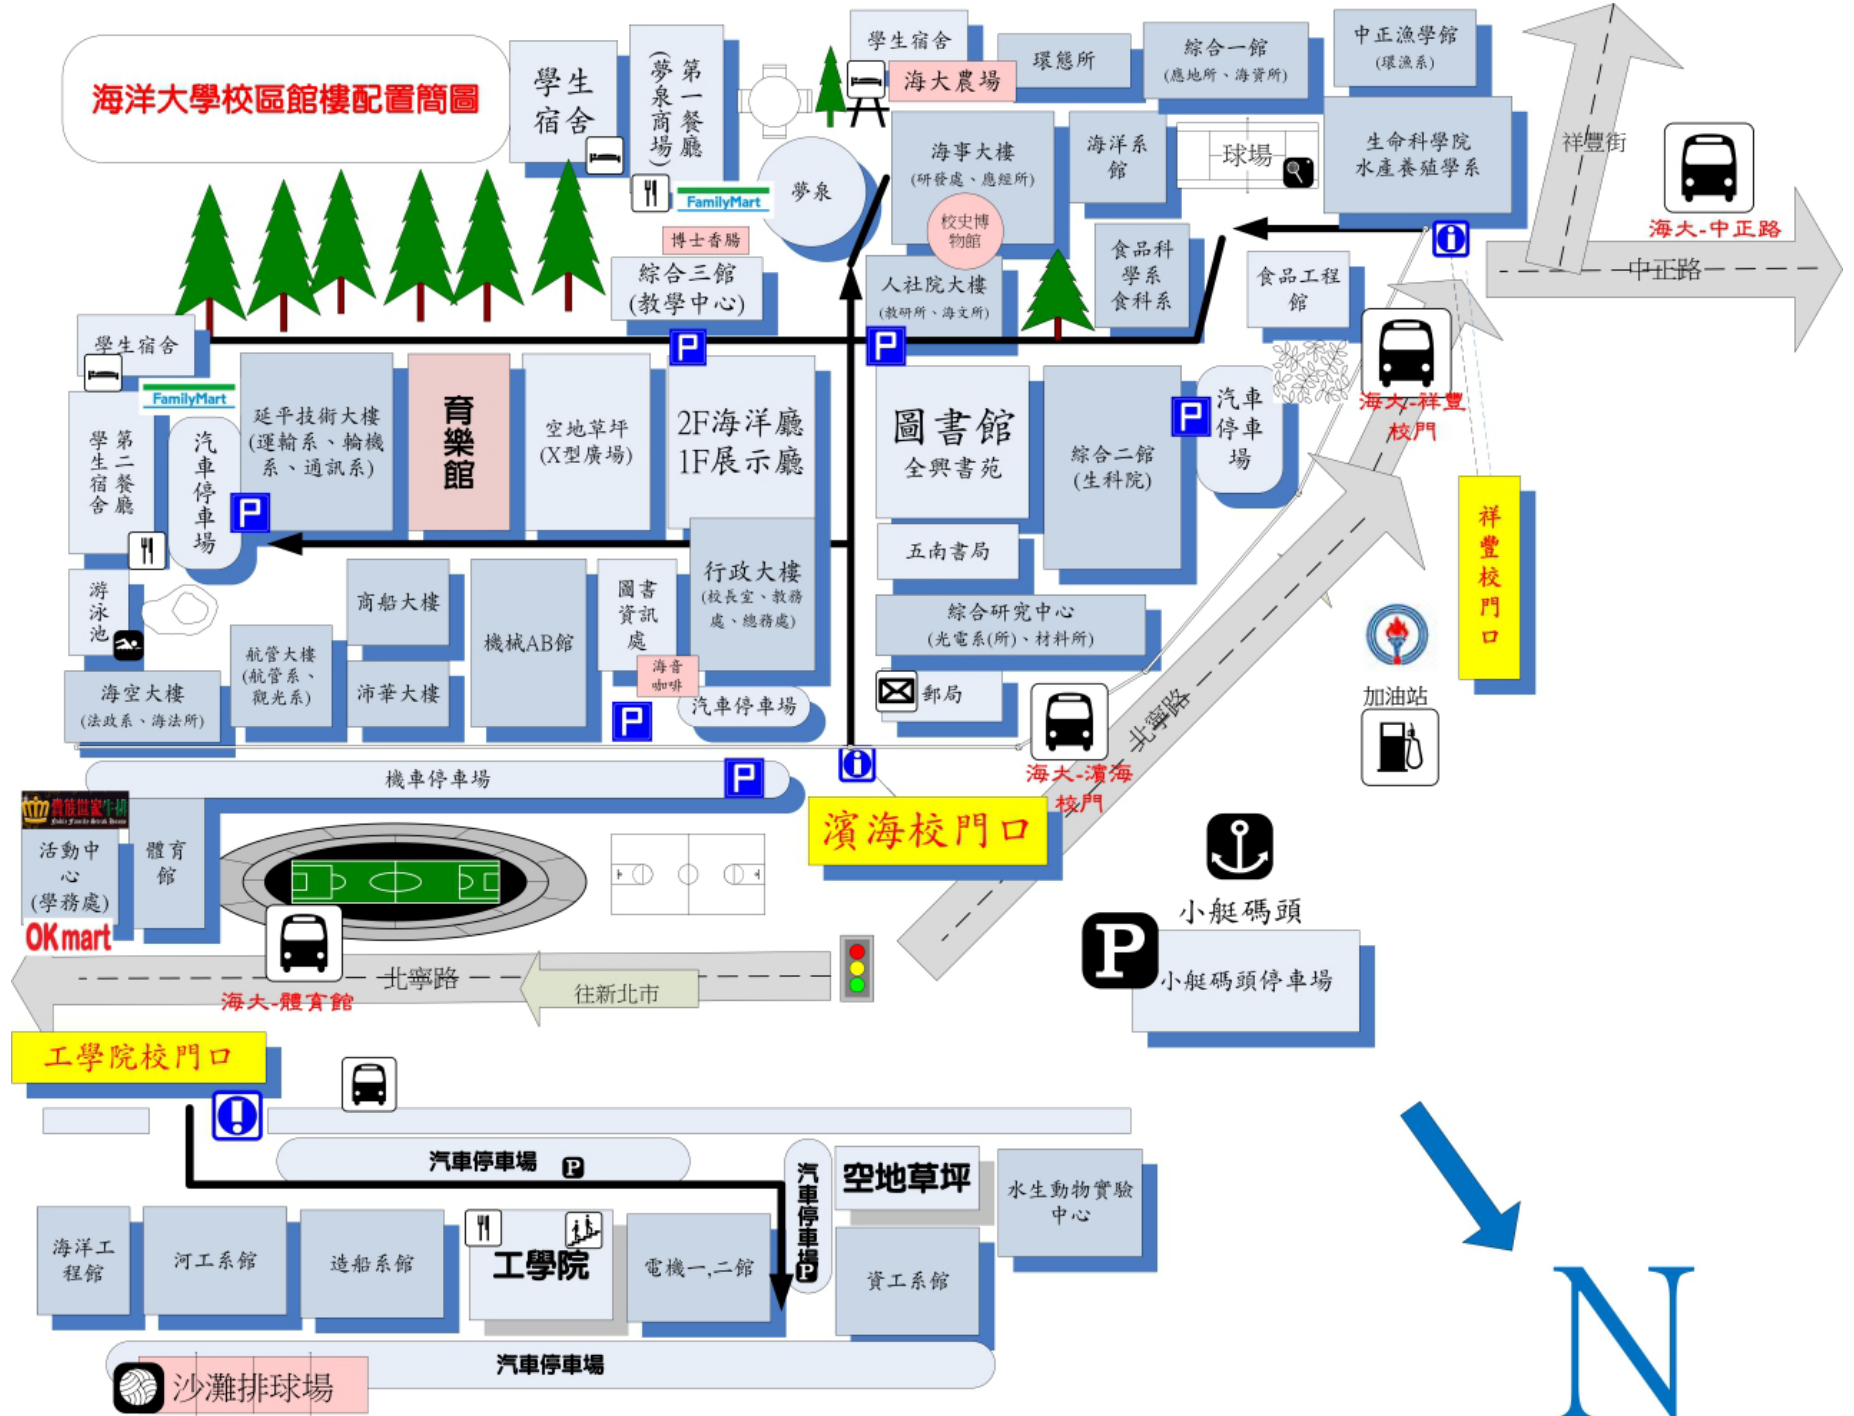 海洋大學校區館樓配置簡圖
學生
宿舍
第一餐廳
(夢泉商場)
學生宿舍
海大農場
環態所
綜合一館
(應地所、海資所)
中正漁學館
(環漁系)
生命科學院
水產養殖學系
祥豐街
海大-中正路
中正路
夢泉
FamilyMart
博士香腸
綜合三館
(教學中心)
海事大樓
(研發處、應經所)
校史博
物館
人社院大樓
(教研所、海文所)
海洋系
館
球場
食品科
學系
食科系
食品工程
館
海大-祥豐
校門
學生宿舍
FamilyMart
第二餐廳
學生宿舍
汽車停車場
P
延平技術大樓
(運輸系、輪機
系、通訊系)
育樂館
空地草坪
(X型廣場)
P
2F海洋廳
1F展示廳
P
圖書館
全興書苑
綜合二館
(生科院)
P
汽車
停車
場
祥豐校門口
五南書局
綜合研究中心
(光電系(所)、材料所)
郵局
行政大樓
(校長室、教務
處、總務處)
圖書
資訊
處
海音
咖啡
P
汽車停車場
機械AB館
商船大樓
沛華大樓
航管大樓
(航管系、
觀光系)
游泳池
海空大樓
(法政系、海法所)
機車停車場
P
濱海校門口
海大-濱海
校門
北寧路
加油站
貴族世家牛排
Noble Family Steak House
活動中
心
(學務處)
OKmart
體育
館
海大-體育館
北寧路
往新北市
小艇碼頭
P
小艇碼頭停車場
工學院校門口
汽車停車場
P
汽車停車場
P
空地草坪
水生動物實驗
中心
海洋工
程館
河工系館
造船系館
工學院
電機一,二館
資工系館
汽車停車場
沙灘排球場
N